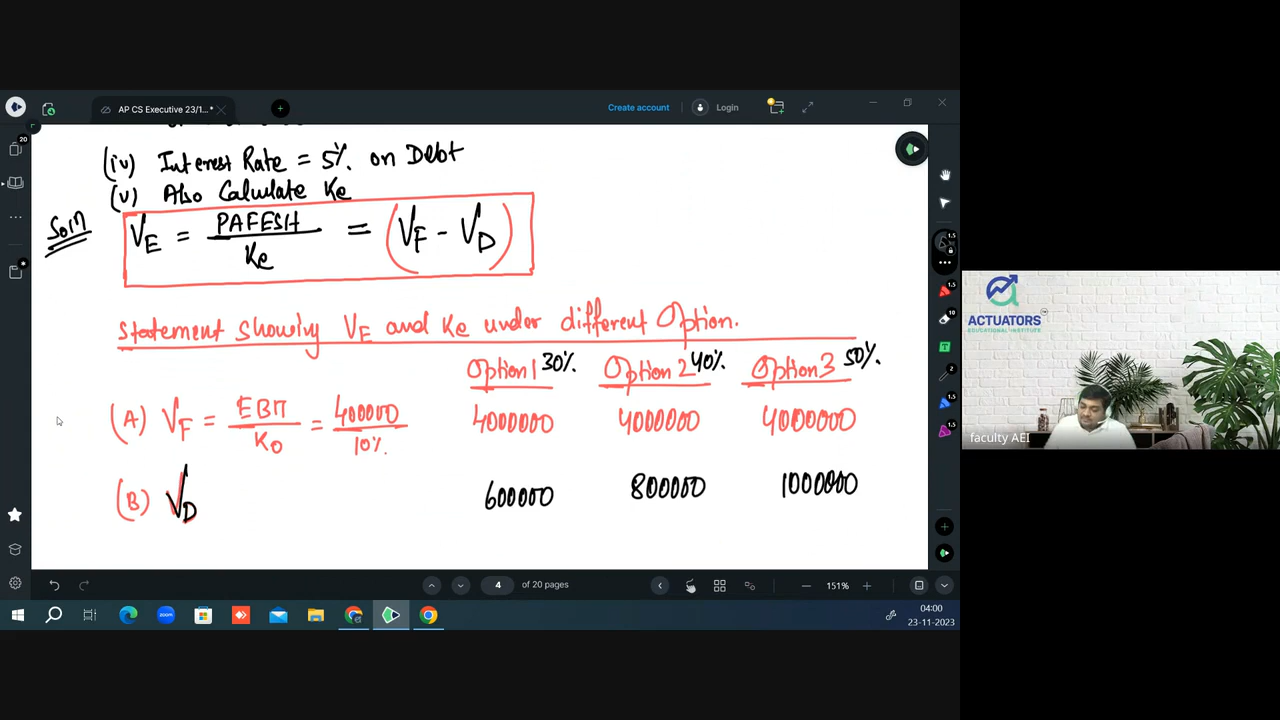 AP CS Executive 23/1...*
Create account
Login
(iv) Interest Rate = 5% on Debt
(v) Also Calculate Ke
Soln
VE = PAFESH / Ke = (VF - VD)
Statement showing VE and Ke under different Option.
Option 1 30% Option 2 40% Option 3 50%.
(A) VF = EBIT / K0 = 400000 / 10% 4000000 4000000 4000000
(B) VD 600000 800000 1000000
ACTUATORS
EDUCATIONAL INSTITUTE
faculty AEI
4 of 20 pages
151%
04:00
23-11-2023